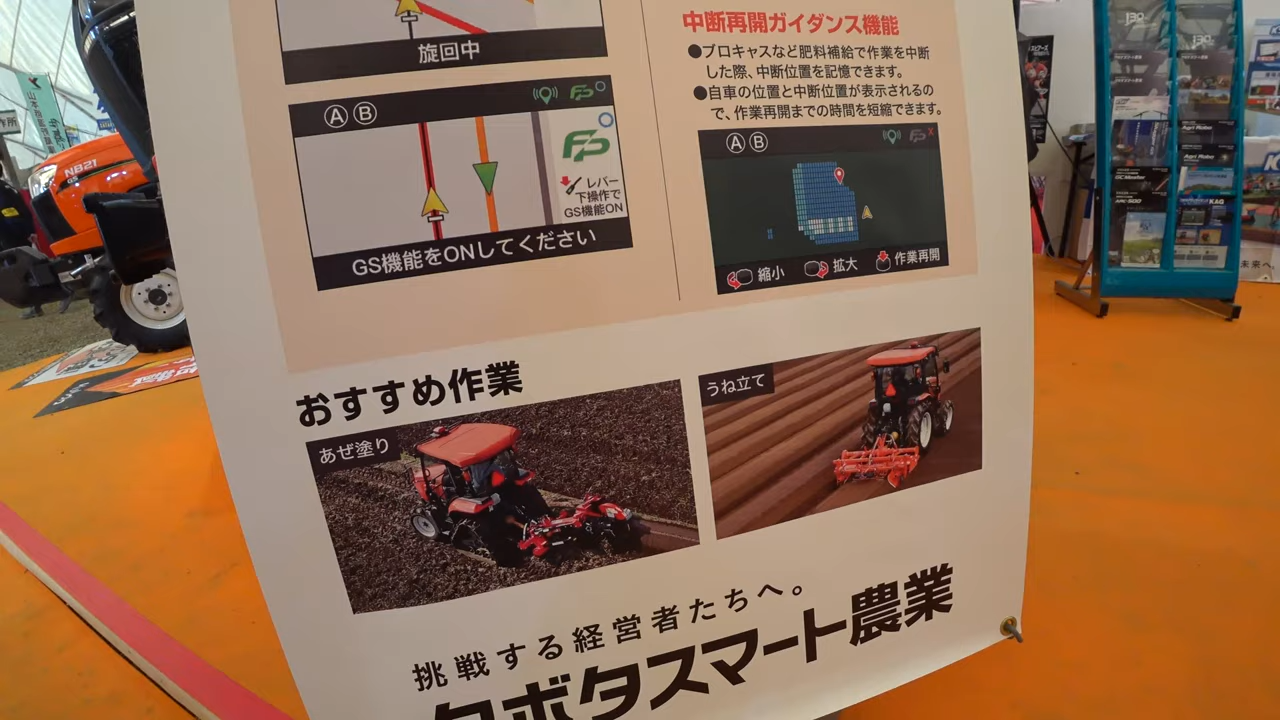 旋回中
Ⓐ Ⓑ
レバー
下操作で
GS機能ON
GS機能をONしてください
中断再開ガイダンス機能
●ブロキャスなど肥料補給で作業を中断
した際、中断位置を記憶できます。
●自車の位置と中断位置が表示されるの
で、作業再開までの時間を短縮できます。
Ⓐ Ⓑ
縮小 拡大 作業再開
おすすめ作業
あぜ塗り
うね立て
挑戦する経営者たちへ。
クボタスマート農業
NB21
Agri Robo
Agri Robo